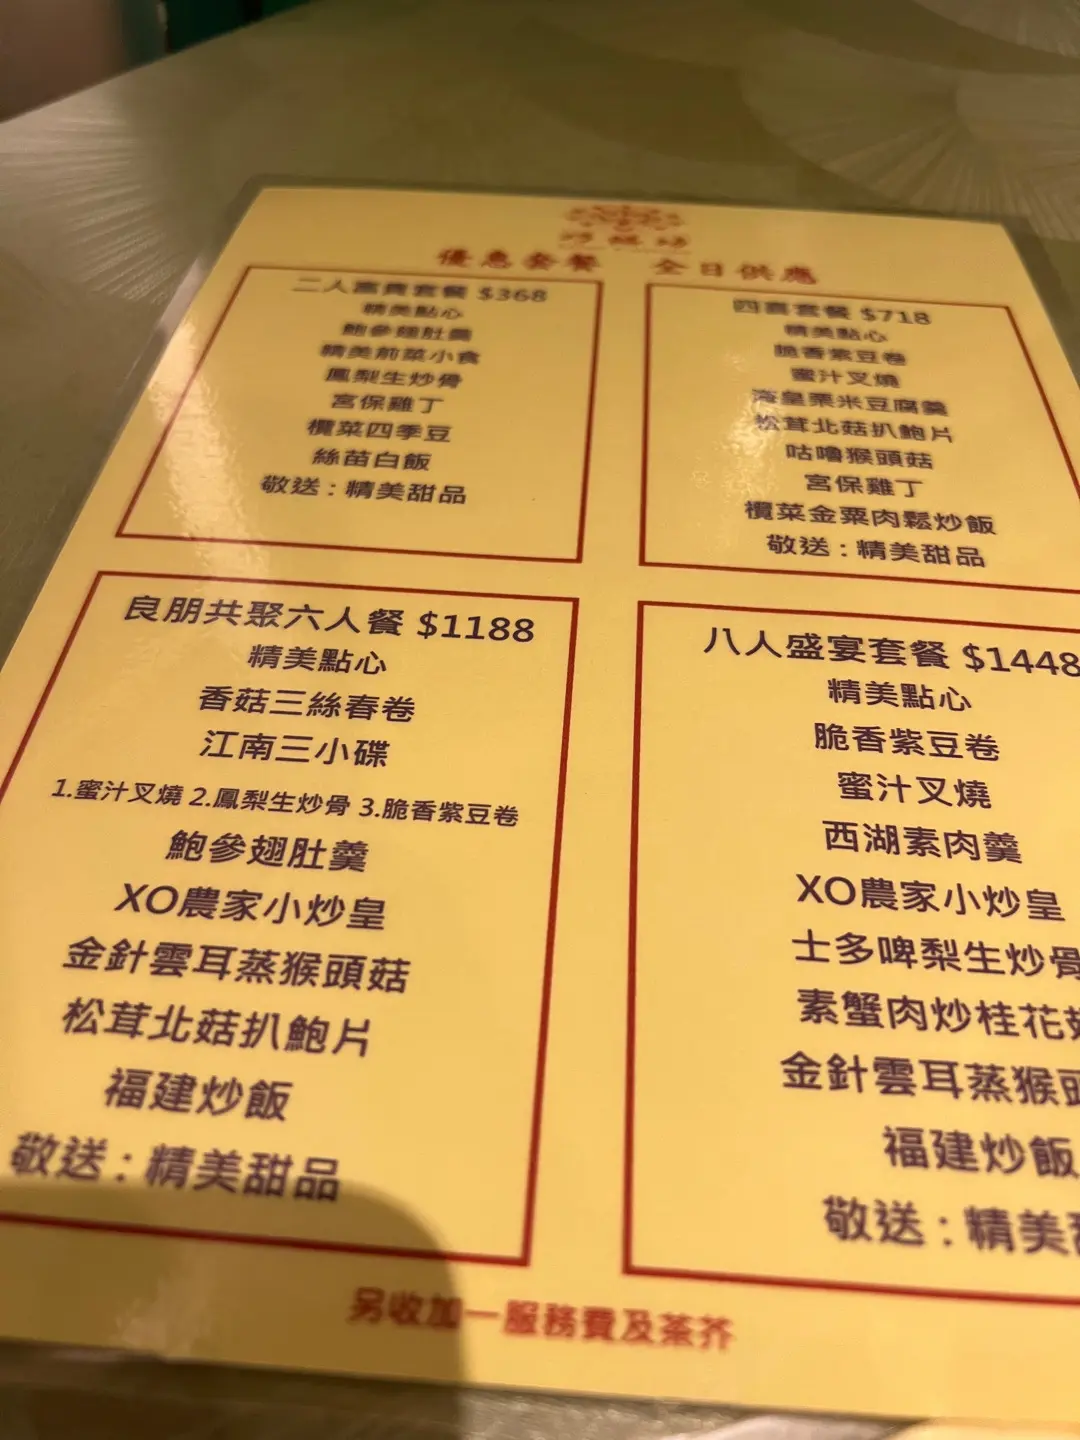 優惠套餐 全日供應
二人富貴套餐 $368
精美點心
鮑參翅肚羹
精美前菜小食
鳳梨生炒骨
宮保雞丁
欖菜四季豆
絲苗白飯
敬送：精美甜品
四喜套餐 $718
精美點心
脆香紫豆卷
蜜汁叉燒
海皇粟米豆腐羹
松茸北菇扒鮑片
咕嚕猴頭菇
宮保雞丁
欖菜金粟肉鬆炒飯
敬送：精美甜品
良朋共聚六人餐 $1188
精美點心
香菇三絲春卷
江南三小碟
1.蜜汁叉燒 2.鳳梨生炒骨 3.脆香紫豆卷
鮑參翅肚羹
XO農家小炒皇
金針雲耳蒸猴頭菇
松茸北菇扒鮑片
福建炒飯
敬送：精美甜品
八人盛宴套餐 $1448
精美點心
脆香紫豆卷
蜜汁叉燒
西湖素肉羹
XO農家小炒皇
士多啤梨生炒骨
素蟹肉炒桂花
金針雲耳蒸猴
福建炒飯
敬送：精美
另收加一服務費及茶芥